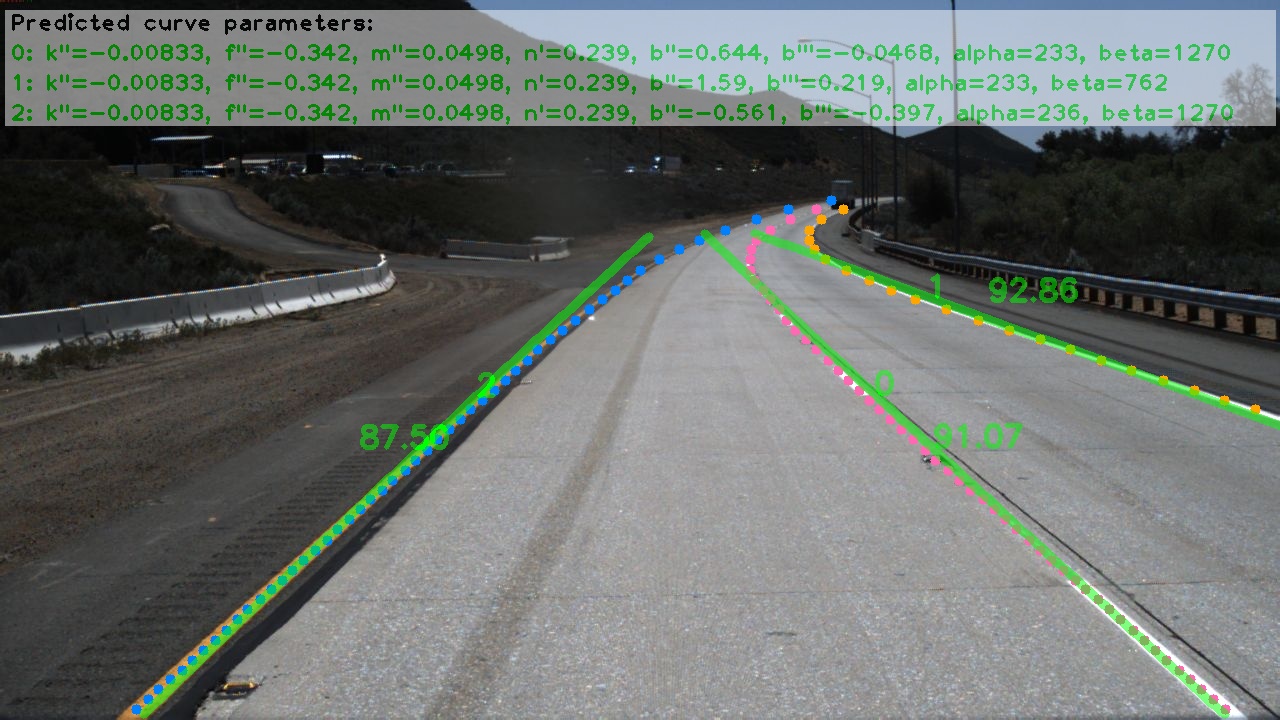 Predicted curve parameters:
0: k''=-0.00833, f''=-0.342, m''=0.0498, n'=0.239, b''=0.644, b'''=-0.0468, alpha=233, beta=1270
1: k''=-0.00833, f''=-0.342, m''=0.0498, n'=0.239, b''=1.59, b'''=0.219, alpha=233, beta=762
2: k''=-0.00833, f''=-0.342, m''=0.0498, n'=0.239, b''=-0.561, b'''=-0.397, alpha=236, beta=1270
1 92.86
2 0
87.50 91.07